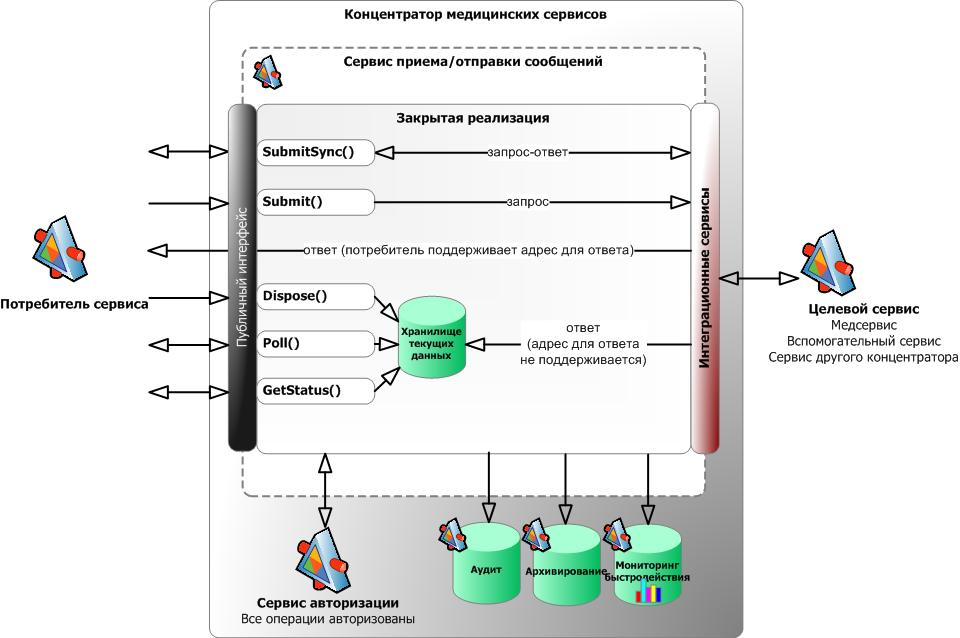 Концентратор медицинских сервисов
Сервис приема/отправки сообщений
Закрытая реализация
Публичный интерфейс
SubmitSync()
запрос-ответ
Submit()
запрос
ответ (потребитель поддерживает адрес для ответа)
Dispose()
Poll()
GetStatus()
Хранилище
текущих
данных
ответ
(адрес для ответа
не поддерживается)
Интеграционные сервисы
Потребитель сервиса
Целевой сервис
Медсервис
Вспомогательный сервис
Сервис другого концентратора
Сервис авторизации
Все операции авторизованы
Аудит
Архивирование
Мониторинг
быстродействия